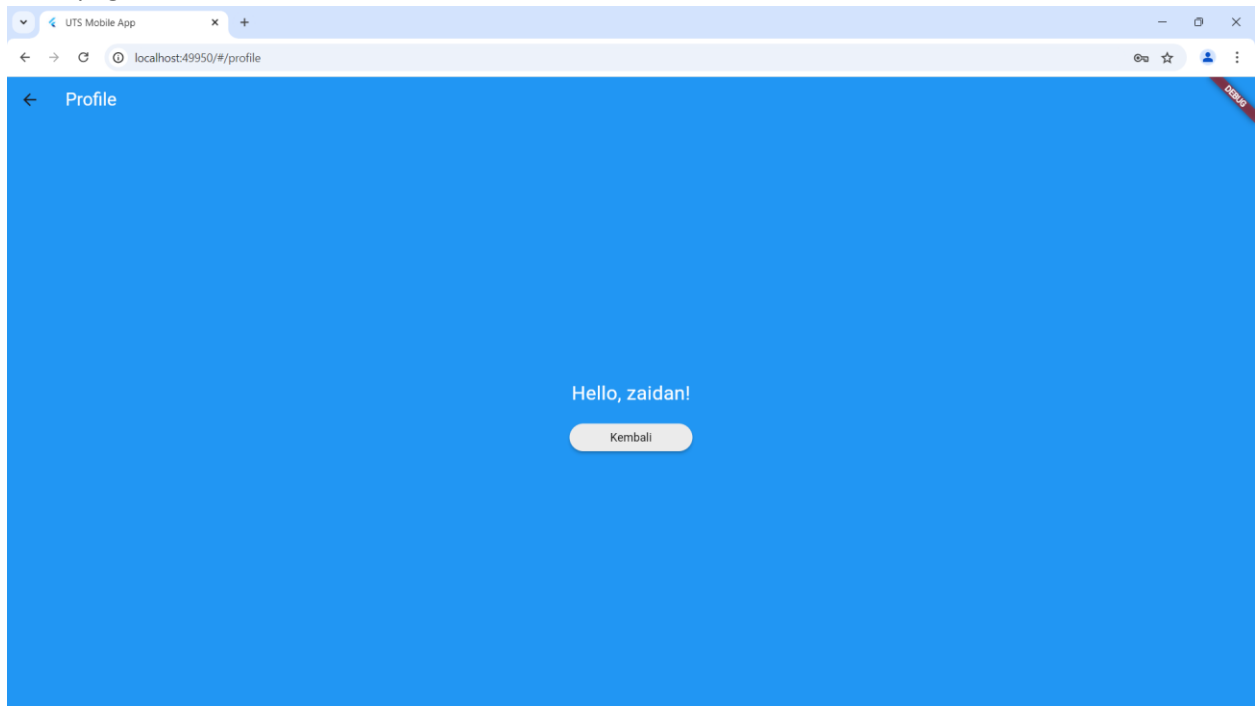 UTS Mobile App
localhost:49950/#/profile
Profile
DEBUG
Hello, zaidan!
Kembali